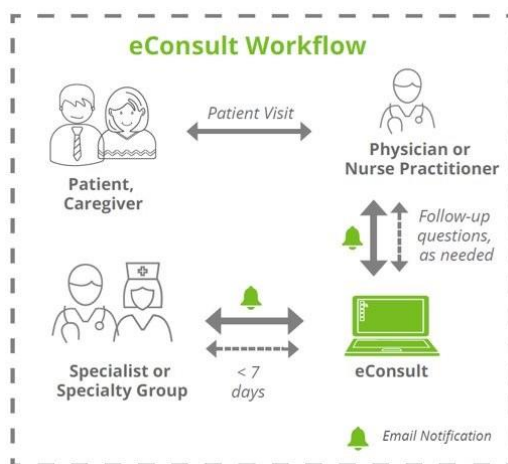 eConsult Workflow
Patient Visit
Patient,
Caregiver
Physician or
Nurse Practitioner
Follow-up
questions,
as needed
Specialist or
Specialty Group
< 7
days
eConsult
Email Notification